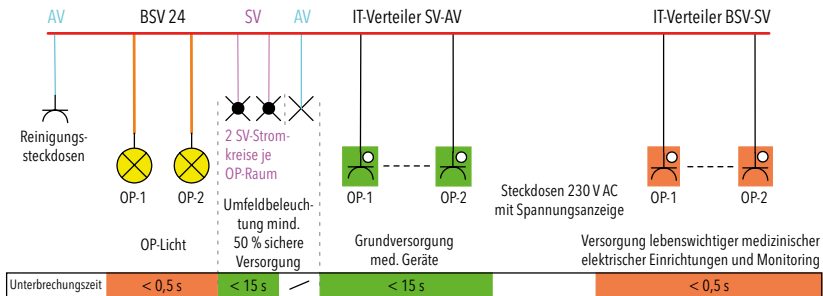 AV
BSV 24
SV
AV
IT-Verteiler SV-AV
IT-Verteiler BSV-SV
Reinigungs-
steckdosen
OP-1
OP-2
2 SV-Strom-
kreise je
OP-Raum
Umfeldbeleuch-
tung mind.
50 % sichere
Versorgung
OP-1
OP-2
Steckdosen 230 V AC
mit Spannungsanzeige
OP-1
OP-2
OP-Licht
Grundversorgung
med. Geräte
Versorgung lebenswichtiger medizinischer
elektrischer Einrichtungen und Monitoring
Unterbrechungszeit
< 0,5 s
< 15 s
< 15 s
< 0,5 s